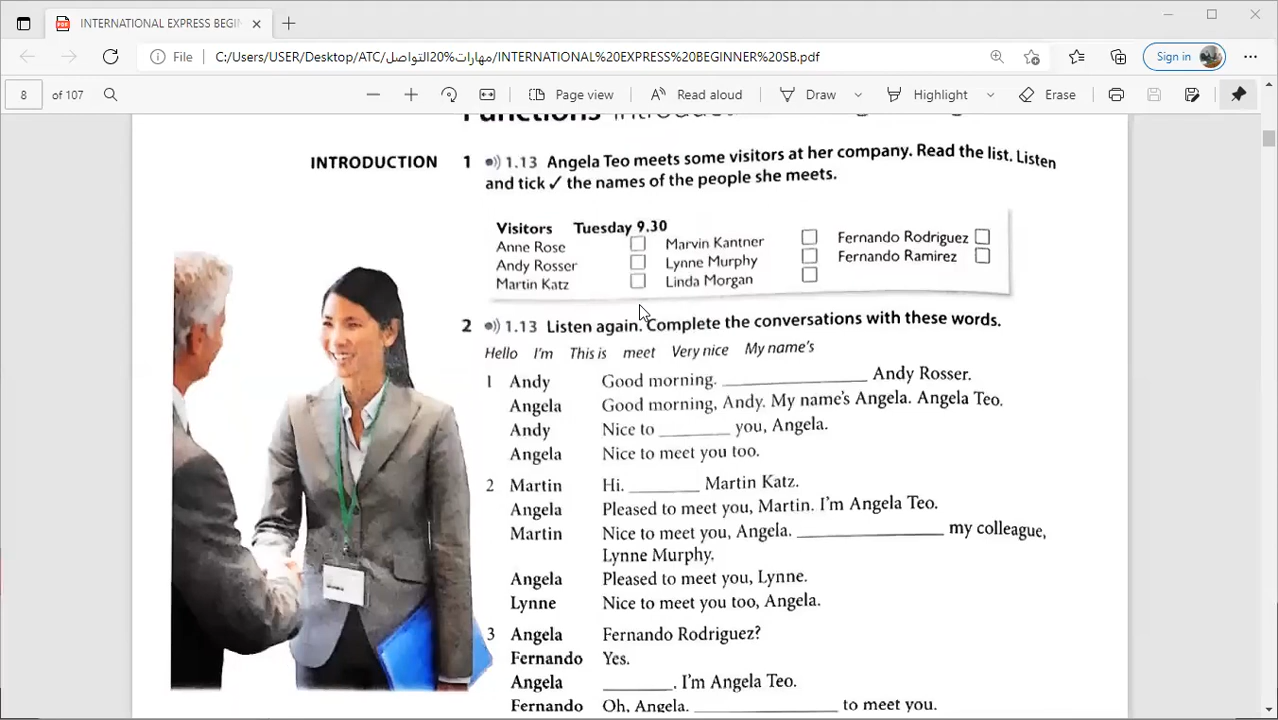 INTERNATIONAL EXPRESS BEGIN
File C:/Users/USER/Desktop/ATC/مهارات%20التواصل/INTERNATIONAL%20EXPRESS%20BEGINNER%20SB.pdf
Sign in
8 of 107
Page view
Read aloud
Draw
Highlight
Erase
Functions
INTRODUCTION 1 1.13 Angela Teo meets some visitors at her company. Read the list. Listen
and tick ✓ the names of the people she meets.
Visitors Tuesday 9.30
Anne Rose Marvin Kantner Fernando Rodriguez
Andy Rosser Lynne Murphy Fernando Ramirez
Martin Katz Linda Morgan
2 1.13 Listen again. Complete the conversations with these words.
Hello I'm This is meet Very nice My name's
1 Andy Good morning. ____________ Andy Rosser.
Angela Good morning, Andy. My name's Angela. Angela Teo.
Andy Nice to ______ you, Angela.
Angela Nice to meet you too.
2 Martin Hi. ______ Martin Katz.
Angela Pleased to meet you, Martin. I'm Angela Teo.
Martin Nice to meet you, Angela. ____________ my colleague,
Lynne Murphy.
Angela Pleased to meet you, Lynne.
Lynne Nice to meet you too, Angela.
3 Angela Fernando Rodriguez?
Fernando Yes.
Angela ______. I'm Angela Teo.
Fernando Oh, Angela. ____________ to meet you.